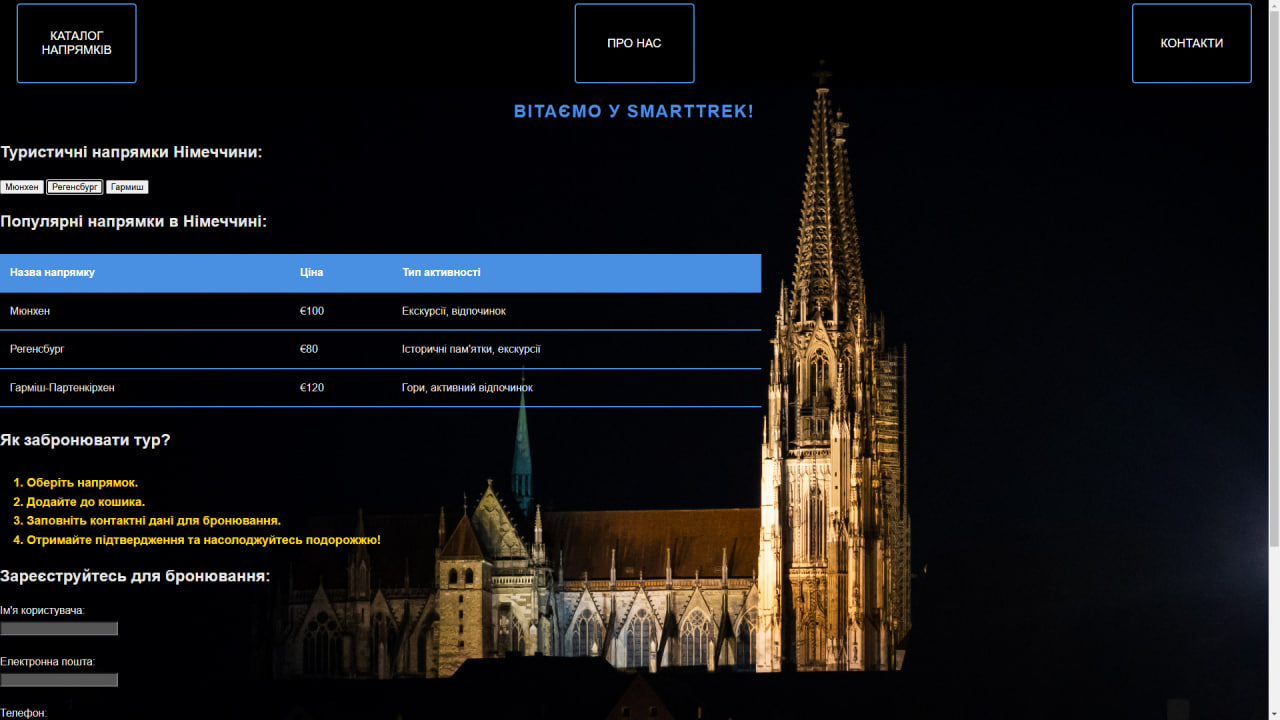 КАТАЛОГ
НАПРЯМКІВ
ПРО НАС
КОНТАКТИ
ВІТАЄМО У SMARTTREK!
Туристичні напрямки Німеччини:
Мюнхен Регенсбург Гармиш
Популярні напрямки в Німеччині:
Назва напрямку Ціна Тип активності
Мюнхен €100 Екскурсії, відпочинок
Регенсбург €80 Історичні пам'ятки, екскурсії
Гарміш-Партенкірхен €120 Гори, активний відпочинок
Як забронювати тур?
1. Оберіть напрямок.
2. Додайте до кошика.
3. Заповніть контактні дані для бронювання.
4. Отримайте підтвердження та насолоджуйтесь подорожжю!
Зареєструйтесь для бронювання:
Ім'я користувача:
Електронна пошта:
Телефон: